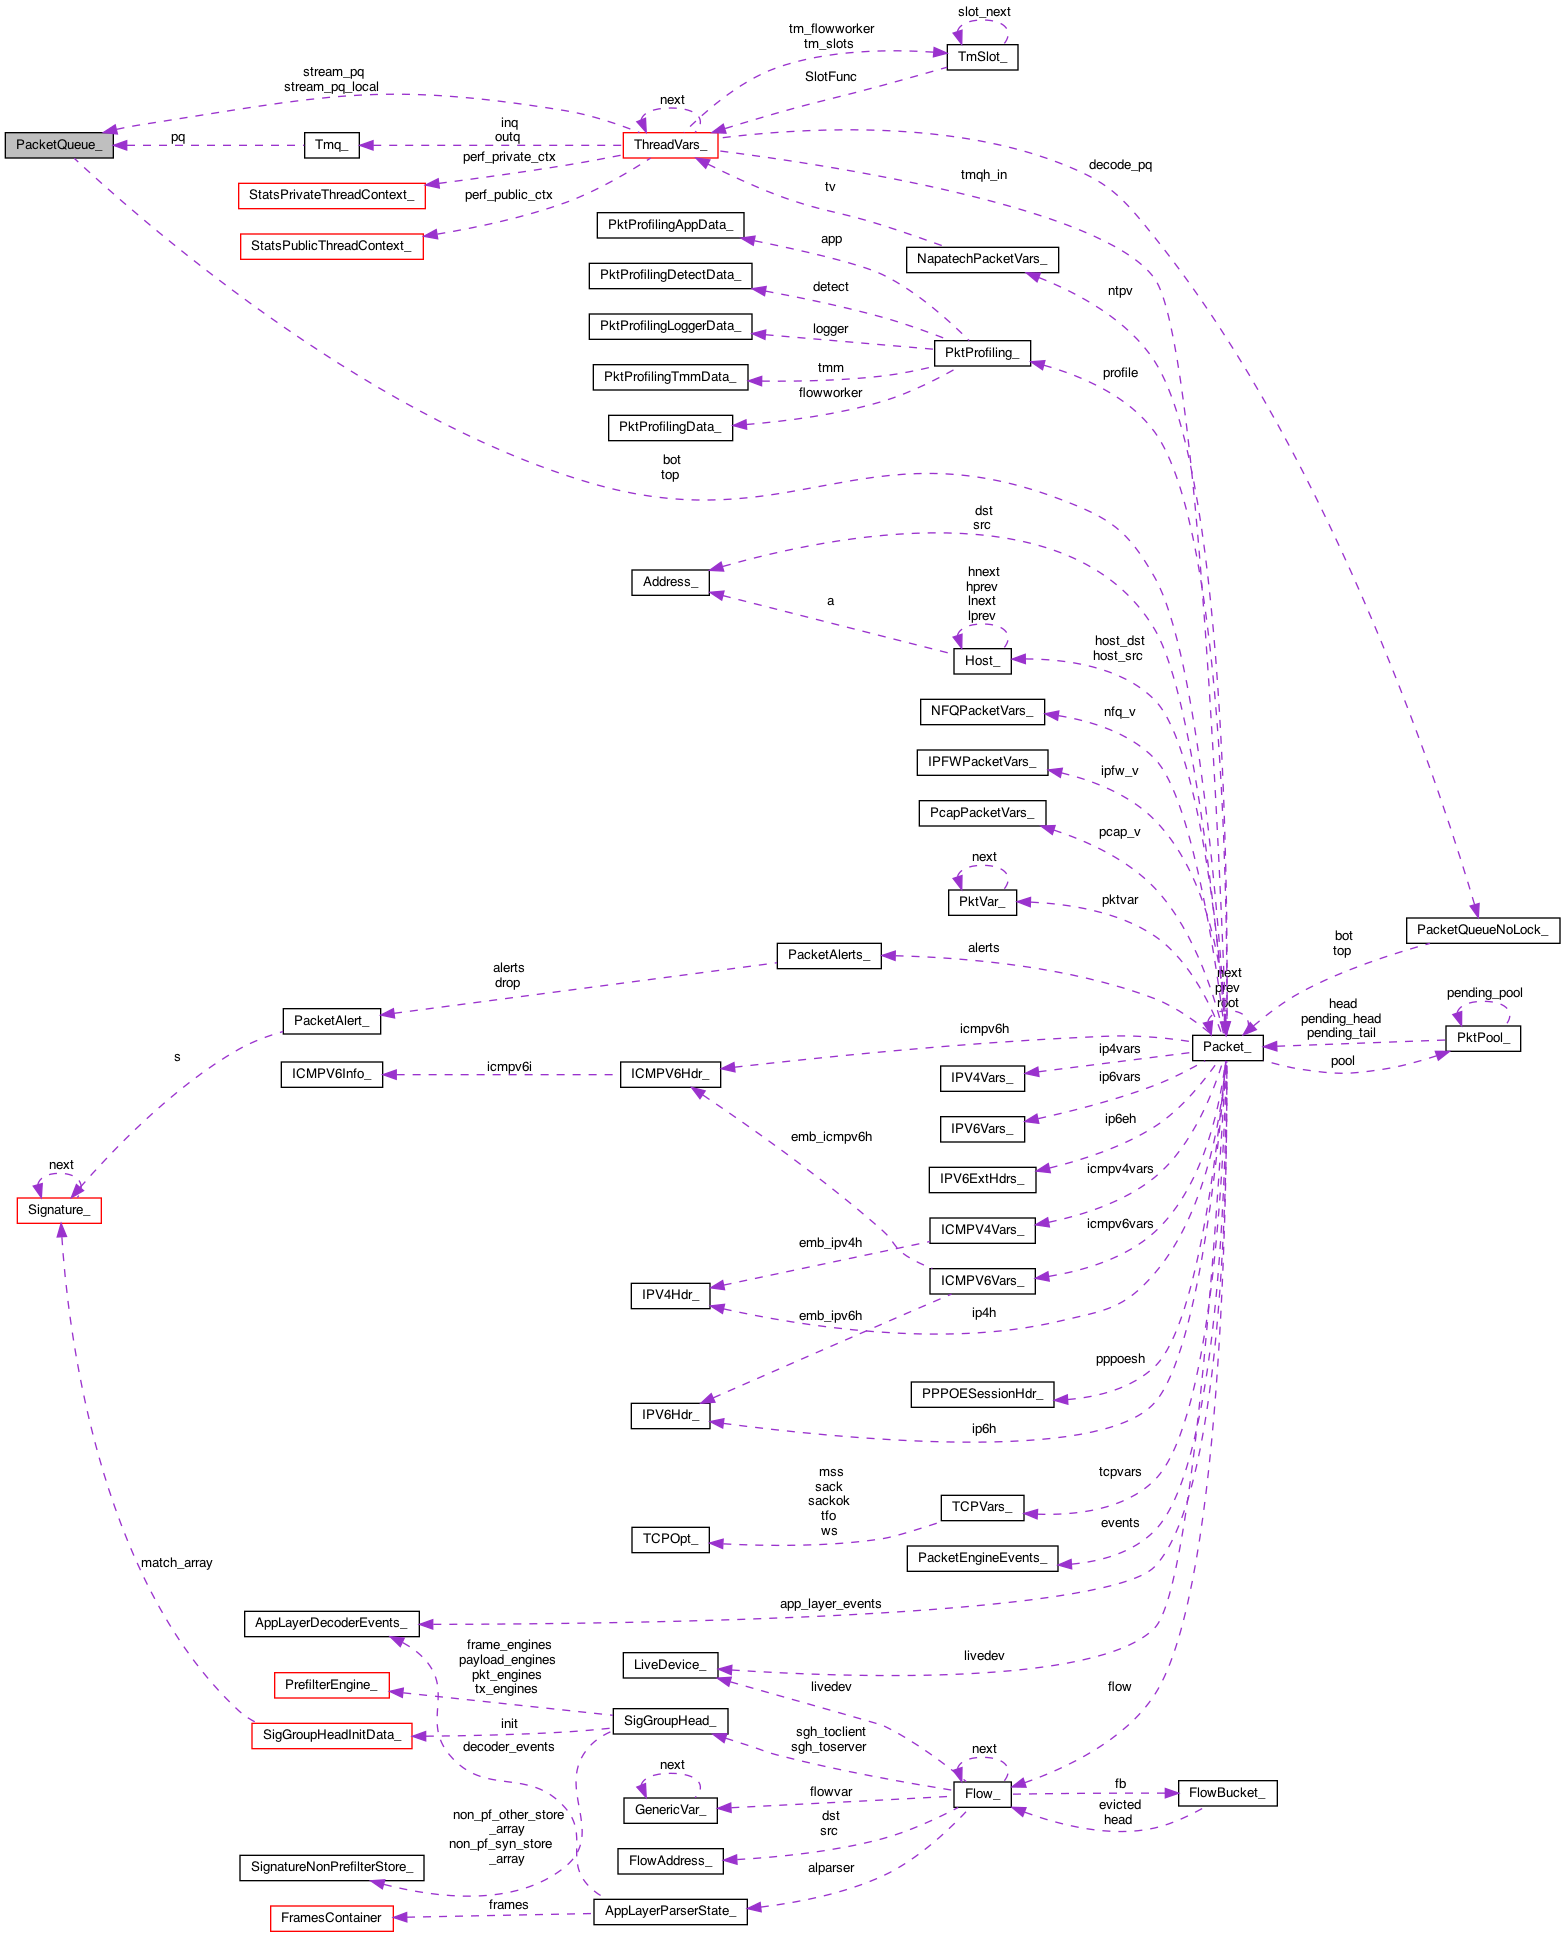 slot_next
tm_flowworker
tm_slots
TmSlot_
SlotFunc
stream_pq
stream_pq_local
next
inq
outq
PacketQueue_
pq
Tmq_
ThreadVars_
decode_pq
perf_private_ctx
tmqh_in
StatsPrivateThreadContext_
tv
perf_public_ctx
PktProfilingAppData_
StatsPublicThreadContext_
app
NapatechPacketVars_
PktProfilingDetectData_
detect
ntpv
PktProfilingLoggerData_
logger
PktProfiling_
PktProfilingTmmData_
tmm
profile
flowworker
PktProfilingData_
bot
top
dst
src
Address_
hnext
hprev
lnext
lprev
a
host_dst
host_src
Host_
NFQPacketVars_
nfq_v
IPFWPacketVars_
ipfw_v
PcapPacketVars_
pcap_v
next
PktVar_
pktvar
PacketQueueNoLock_
bot
top
PacketAlerts_
alerts
alerts
drop
next
prev
root
pending_pool
head
pending_head
pending_tail
PacketAlert_
icmpv6h
Packet_
PktPool_
pool
s
ICMPV6Info_
icmpv6i
ICMPV6Hdr_
ip4vars
IPV4Vars_
ip6vars
IPV6Vars_
ip6eh
emb_icmpv6h
next
IPV6ExtHdrs_
icmpv4vars
Signature_
ICMPV4Vars_
icmpv6vars
emb_ipv4h
ICMPV6Vars_
IPV4Hdr_
emb_ipv6h
ip4h
pppoesh
PPPOESessionHdr_
IPV6Hdr_
ip6h
mss
sack
sackok
tfo
ws
tcpvars
TCPVars_
TCPOpt_
events
PacketEngineEvents_
match_array
app_layer_events
AppLayerDecoderEvents_
frame_engines
payload_engines
pkt_engines
tx_engines
LiveDevice_
livedev
livedev
flow
PrefilterEngine_
SigGroupHead_
init
SigGroupHeadInitData_
decoder_events
sgh_toclient
sgh_toserver
next
next
flowvar
Flow_
fb
FlowBucket_
evicted
head
GenericVar_
dst
src
non_pf_other_store
_array
non_pf_syn_store
_array
FlowAddress_
alparser
SignatureNonPrefilterStore_
frames
FramesContainer
AppLayerParserState_